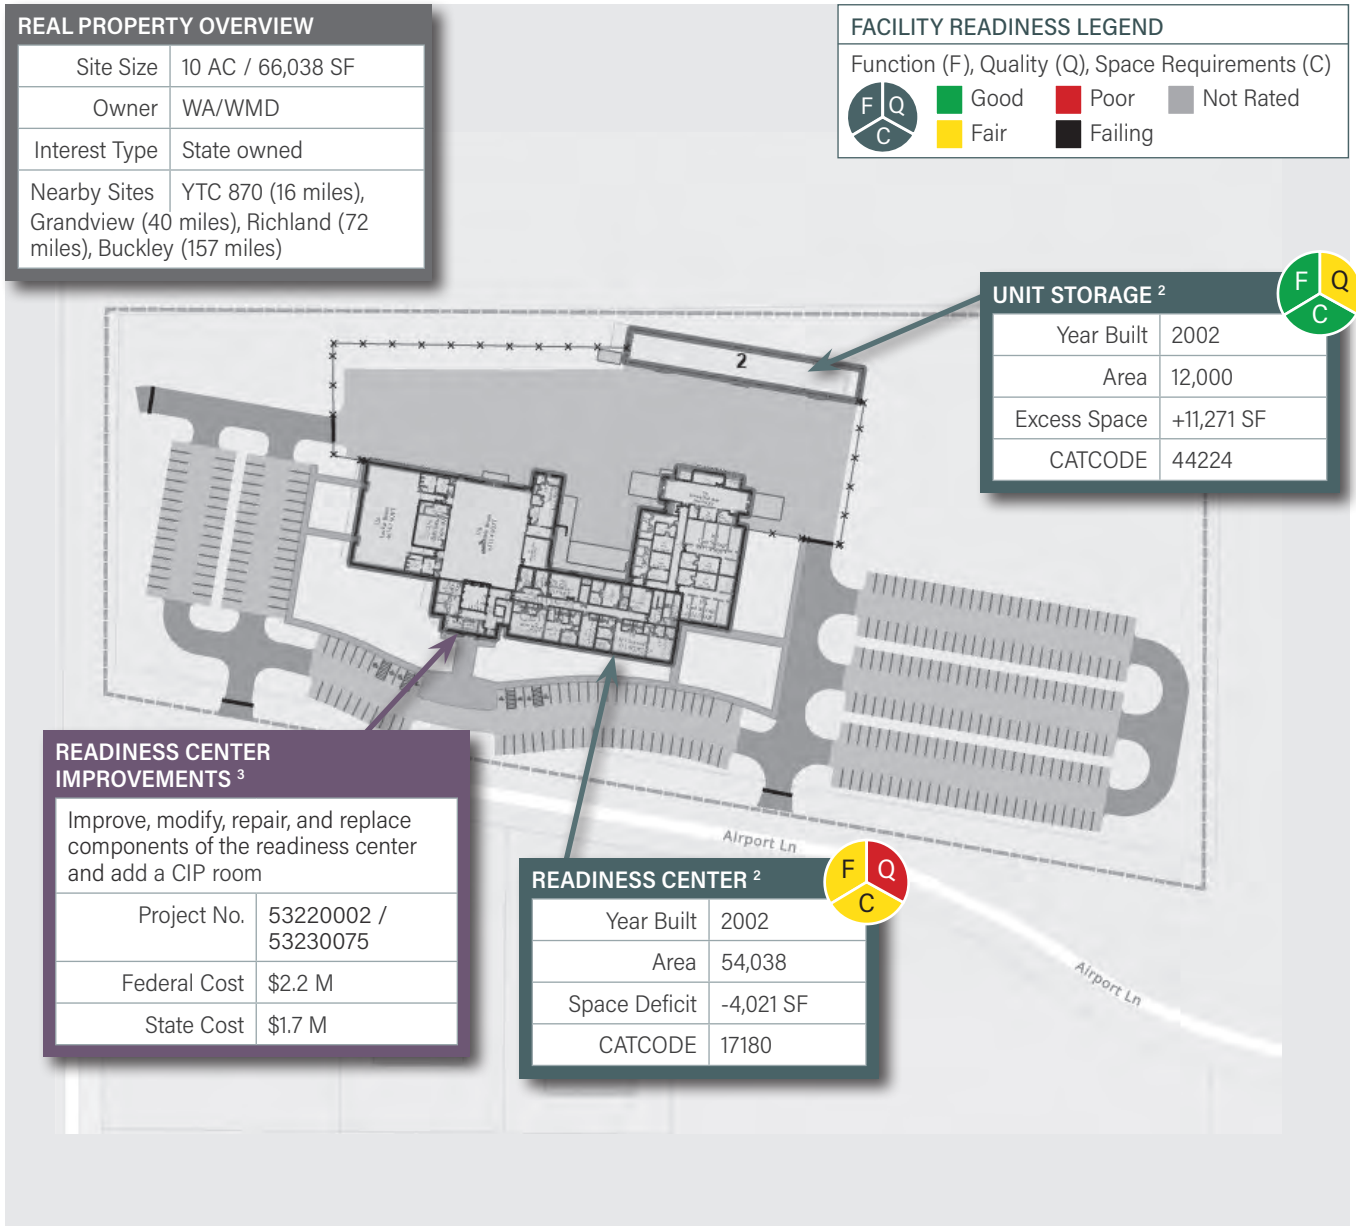 REAL PROPERTY OVERVIEW
Site Size 10 AC / 66,038 SF
Owner WA/WMD
Interest Type State owned
Nearby Sites YTC 870 (16 miles),
Grandview (40 miles), Richland (72
miles), Buckley (157 miles)
FACILITY READINESS LEGEND
Function (F), Quality (Q), Space Requirements (C)
F Q C
Good Poor Not Rated
Fair Failing
UNIT STORAGE 2
F Q C
Year Built 2002
Area 12,000
Excess Space +11,271 SF
CATCODE 44224
2
READINESS CENTER
IMPROVEMENTS 3
Improve, modify, repair, and replace
components of the readiness center
and add a CIP room
Project No. 53220002 /
53230075
Federal Cost $2.2 M
State Cost $1.7 M
Airport Ln
READINESS CENTER 2
F Q C
Year Built 2002
Area 54,038
Space Deficit -4,021 SF
CATCODE 17180
Airport Ln